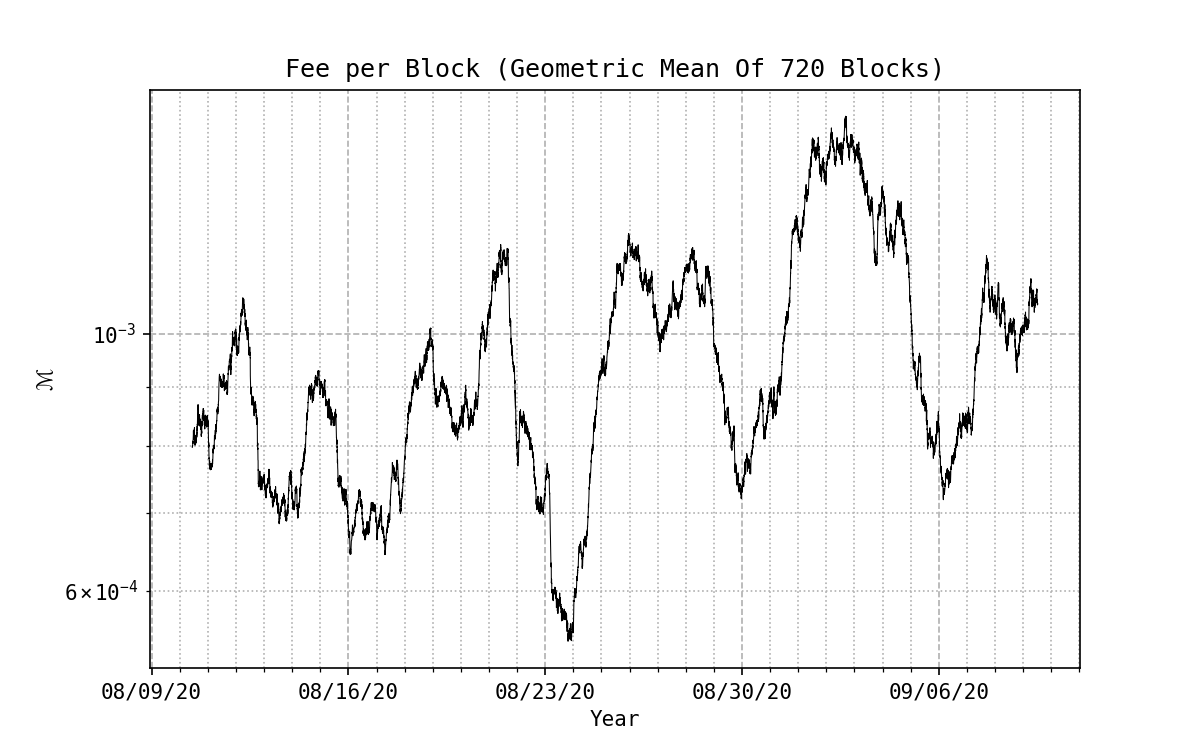 Fee per Block (Geometric Mean Of 720 Blocks)
ℳ
10⁻³
6×10⁻⁴
08/09/20 08/16/20 08/23/20 08/30/20 09/06/20
Year